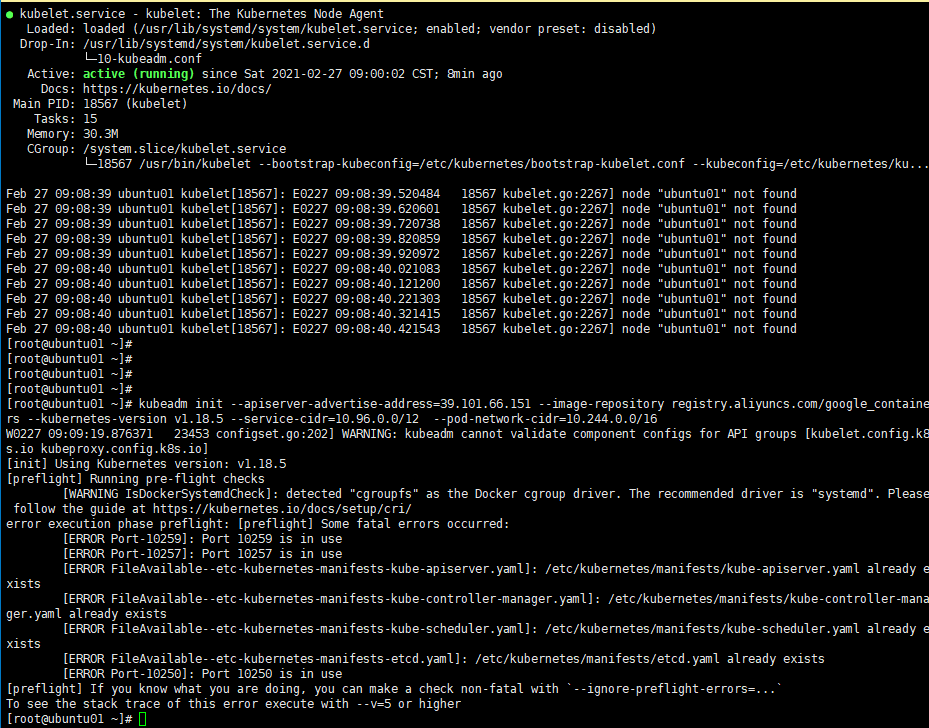 ● kubelet.service - kubelet: The Kubernetes Node Agent
   Loaded: loaded (/usr/lib/systemd/system/kubelet.service; enabled; vendor preset: disabled)
  Drop-In: /usr/lib/systemd/system/kubelet.service.d
           └─10-kubeadm.conf
   Active: active (running) since Sat 2021-02-27 09:00:02 CST; 8min ago
     Docs: https://kubernetes.io/docs/
 Main PID: 18567 (kubelet)
    Tasks: 15
   Memory: 30.3M
   CGroup: /system.slice/kubelet.service
           └─18567 /usr/bin/kubelet --bootstrap-kubeconfig=/etc/kubernetes/bootstrap-kubelet.conf --kubeconfig=/etc/kubernetes/ku...
Feb 27 09:08:39 ubuntu01 kubelet[18567]: E0227 09:08:39.520484   18567 kubelet.go:2267] node "ubuntu01" not found
Feb 27 09:08:39 ubuntu01 kubelet[18567]: E0227 09:08:39.620601   18567 kubelet.go:2267] node "ubuntu01" not found
Feb 27 09:08:39 ubuntu01 kubelet[18567]: E0227 09:08:39.720738   18567 kubelet.go:2267] node "ubuntu01" not found
Feb 27 09:08:39 ubuntu01 kubelet[18567]: E0227 09:08:39.820859   18567 kubelet.go:2267] node "ubuntu01" not found
Feb 27 09:08:39 ubuntu01 kubelet[18567]: E0227 09:08:39.920972   18567 kubelet.go:2267] node "ubuntu01" not found
Feb 27 09:08:40 ubuntu01 kubelet[18567]: E0227 09:08:40.021083   18567 kubelet.go:2267] node "ubuntu01" not found
Feb 27 09:08:40 ubuntu01 kubelet[18567]: E0227 09:08:40.121200   18567 kubelet.go:2267] node "ubuntu01" not found
Feb 27 09:08:40 ubuntu01 kubelet[18567]: E0227 09:08:40.221303   18567 kubelet.go:2267] node "ubuntu01" not found
Feb 27 09:08:40 ubuntu01 kubelet[18567]: E0227 09:08:40.321415   18567 kubelet.go:2267] node "ubuntu01" not found
Feb 27 09:08:40 ubuntu01 kubelet[18567]: E0227 09:08:40.421543   18567 kubelet.go:2267] node "ubuntu01" not found
[root@ubuntu01 ~]#
[root@ubuntu01 ~]#
[root@ubuntu01 ~]#
[root@ubuntu01 ~]#
[root@ubuntu01 ~]# kubeadm init --apiserver-advertise-address=39.101.66.151 --image-repository registry.aliyuncs.com/google_containe
rs --kubernetes-version v1.18.5 --service-cidr=10.96.0.0/12  --pod-network-cidr=10.244.0.0/16
W0227 09:09:19.876371   23453 configset.go:202] WARNING: kubeadm cannot validate component configs for API groups [kubelet.config.k8
s.io kubeproxy.config.k8s.io]
[init] Using Kubernetes version: v1.18.5
[preflight] Running pre-flight checks
        [WARNING IsDockerSystemdCheck]: detected "cgroupfs" as the Docker cgroup driver. The recommended driver is "systemd". Please
 follow the guide at https://kubernetes.io/docs/setup/cri/
error execution phase preflight: [preflight] Some fatal errors occurred:
        [ERROR Port-10259]: Port 10259 is in use
        [ERROR Port-10257]: Port 10257 is in use
        [ERROR FileAvailable--etc-kubernetes-manifests-kube-apiserver.yaml]: /etc/kubernetes/manifests/kube-apiserver.yaml already e
xists
        [ERROR FileAvailable--etc-kubernetes-manifests-kube-controller-manager.yaml]: /etc/kubernetes/manifests/kube-controller-mana
ger.yaml already exists
        [ERROR FileAvailable--etc-kubernetes-manifests-kube-scheduler.yaml]: /etc/kubernetes/manifests/kube-scheduler.yaml already e
xists
        [ERROR FileAvailable--etc-kubernetes-manifests-etcd.yaml]: /etc/kubernetes/manifests/etcd.yaml already exists
        [ERROR Port-10250]: Port 10250 is in use
[preflight] If you know what you are doing, you can make a check non-fatal with `--ignore-preflight-errors=...`
To see the stack trace of this error execute with --v=5 or higher
[root@ubuntu01 ~]#